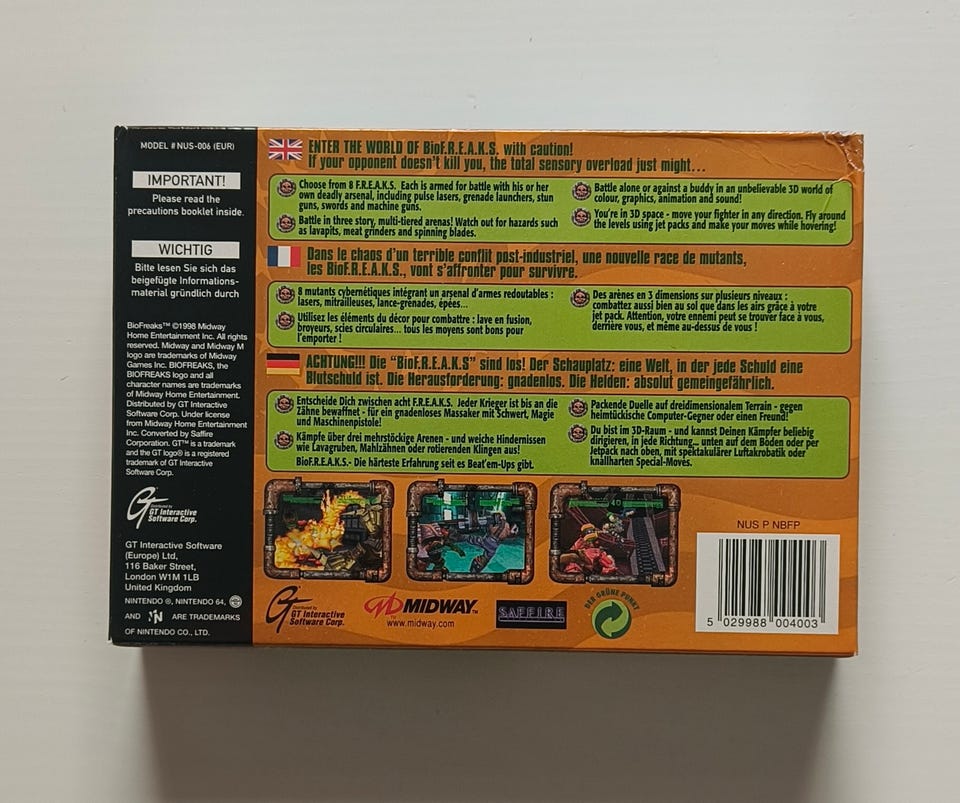 MODEL # NUS-006 (EUR)
IMPORTANT!
Please read the
precautions booklet inside.
WICHTIG
Bitte lesen Sie sich das
beigefügte Informations-
material gründlich durch
BioFreaks™ ©1998 Midway
Home Entertainment Inc. All rights
reserved. Midway and Midway M
logo are trademarks of Midway
Games Inc. BIOFREAKS, the
BIOFREAKS logo and all
character names are trademarks
of Midway Home Entertainment.
Distributed by GT Interactive
Software Corp. Under license
from Midway Home Entertainment
Inc. Converted by Saffire
Corporation. GT™ is a trademark
and the GT logo® is a registered
trademark of GT Interactive
Software Corp.
GT
Distributed by
GT Interactive
Software Corp.
GT Interactive Software
(Europe) Ltd,
116 Baker Street,
London W1M 1LB
United Kingdom
NINTENDO ®, NINTENDO 64,
AND N ARE TRADEMARKS
OF NINTENDO CO., LTD.
ENTER THE WORLD OF BioF.R.E.A.K.S. with caution!
If your opponent doesn't kill you, the total sensory overload just might...
Choose from 8 F.R.E.A.K.S. Each is armed for battle with his or her
own deadly arsenal, including pulse lasers, grenade launchers, stun
guns, swords and machine guns.
Battle in three story, multi-tiered arenas! Watch out for hazards such
as lavapits, meat grinders and spinning blades.
Battle alone or against a buddy in an unbelievable 3D world of
colour, graphics, animation and sound!
You're in 3D space - move your fighter in any direction. Fly around
the levels using jet packs and make your moves while hovering!
Dans le chaos d'un terrible conflit post-industriel, une nouvelle race de mutants,
les BioF.R.E.A.K.S., vont s'affronter pour survivre.
8 mutants cybernétiques intégrant un arsenal d'armes redoutables :
lasers, mitrailleuses, lance-grenades, épées...
Utilisez les éléments du décor pour combattre : lave en fusion,
broyeurs, scies circulaires... tous les moyens sont bons pour
l'emporter !
Des arènes en 3 dimensions sur plusieurs niveaux :
combattez aussi bien au sol que dans les airs grâce à votre
jet pack. Attention, votre ennemi peut se trouver face à vous,
derrière vous, et même au-dessus de vous !
ACHTUNG!!! Die “BioF.R.E.A.K.S” sind los! Der Schauplatz: eine Welt, in der jede Schuld eine
Blutschuld ist. Die Herausforderung: gnadenlos. Die Helden: absolut gemeingefährlich.
Entscheide Dich zwischen acht F.R.E.A.K.S. Jeder Krieger ist bis an die
Zähne bewaffnet - für ein gnadenloses Massaker mit Schwert, Magie
und Maschinenpistole!
Kämpfe über drei mehrstöckige Arenen - und weiche Hindernissen
wie Lavagruben, Mahlzähnen oder rotierenden Klingen aus!
BioF.R.E.A.K.S.- Die härteste Erfahrung seit es Beat'em-Ups gibt.
Packende Duelle auf dreidimensionalem Terrain - gegen
heimtückische Computer-Gegner oder einen Freund!
Du bist im 3D-Raum - und kannst Deinen Kämpfer beliebig
dirigieren, in jede Richtung... unten auf dem Boden oder per
Jetpack nach oben, mit spektakulärer Luftakrobatik oder
knallharten Special-Moves.
40
GT
Distributed by
GT Interactive
Software Corp.
MIDWAY™
www.midway.com
SAFFIRE
DER GRÜNE PUNKT
NUS P NBFP
5 029988 004003